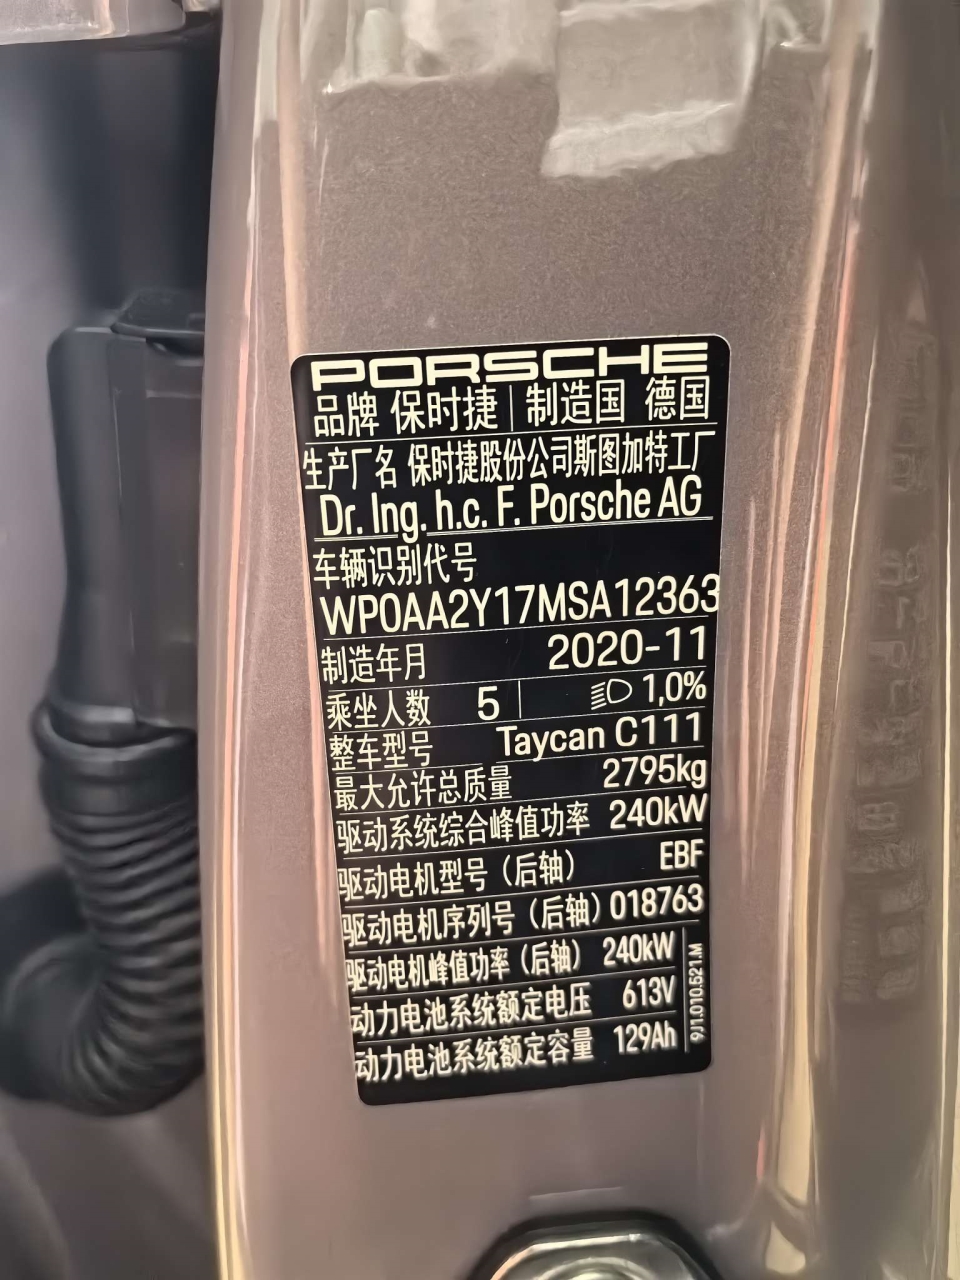 PORSCHE
品牌 保时捷 | 制造国 德国
生产厂名 保时捷股份公司斯图加特工厂
Dr. Ing. h.c. F. Porsche AG
车辆识别代号
WP0AA2Y17MSA12363
制造年月 2020-11
乘坐人数 5 | 1,0%
整车型号 Taycan C111
最大允许总质量 2795kg
驱动系统综合峰值功率 240kW
驱动电机型号（后轴） EBF
驱动电机序列号（后轴） 018763
驱动电机峰值功率（后轴） 240kW
动力电池系统额定电压 613V
动力电池系统额定容量 129Ah
9J1.010.521.M